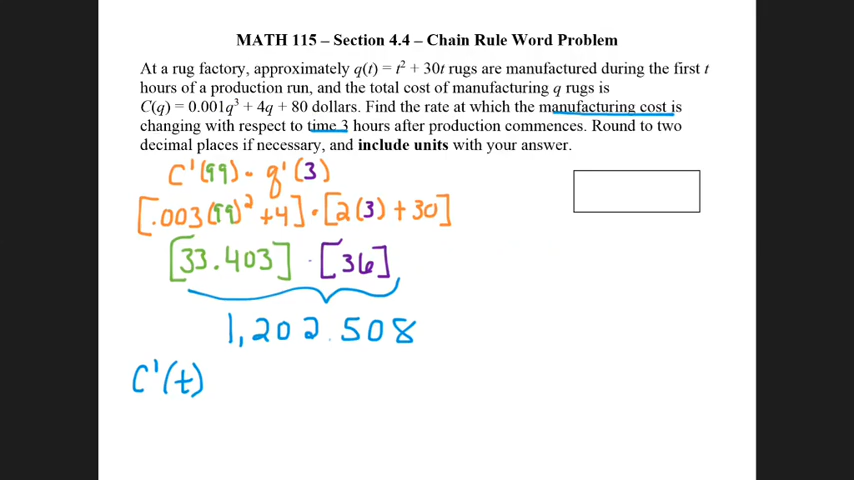 MATH 115 – Section 4.4 – Chain Rule Word Problem
At a rug factory, approximately q(t) = t² + 30t rugs are manufactured during the first t
hours of a production run, and the total cost of manufacturing q rugs is
C(q) = 0.001q³ + 4q + 80 dollars. Find the rate at which the manufacturing cost is
changing with respect to time 3 hours after production commences. Round to two
decimal places if necessary, and include units with your answer.
C'(99) · q'(3)
[.003(99)² + 4] · [2(3) + 30]
[33.403] · [36]
1,202.508
C'(t)